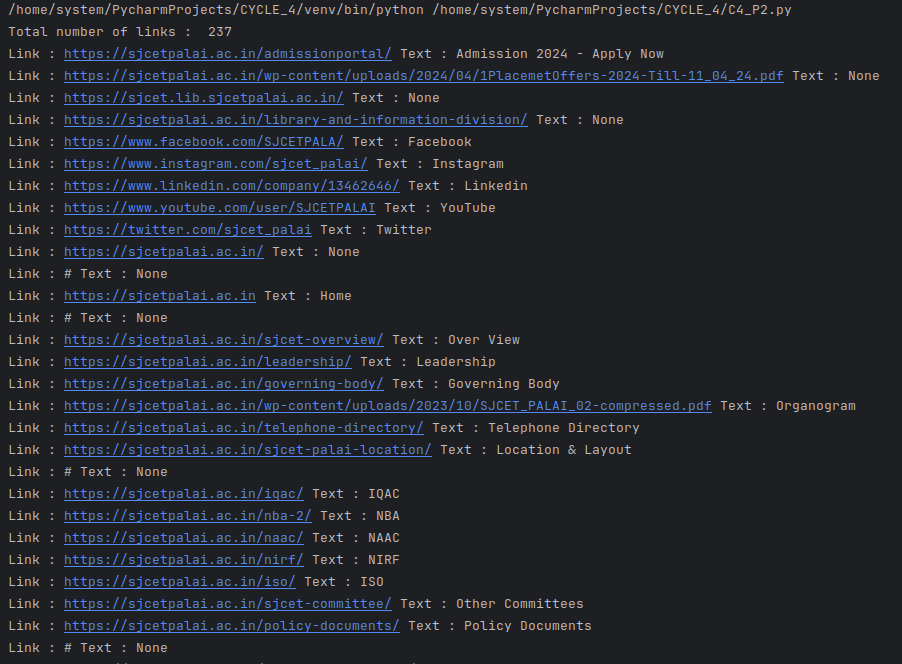 /home/system/PycharmProjects/CYCLE_4/venv/bin/python /home/system/PycharmProjects/CYCLE_4/C4_P2.py
Total number of links :  237
Link : https://sjcetpalai.ac.in/admissionportal/ Text : Admission 2024 - Apply Now
Link : https://sjcetpalai.ac.in/wp-content/uploads/2024/04/1PlacemetOffers-2024-Till-11_04_24.pdf Text : None
Link : https://sjcet.lib.sjcetpalai.ac.in/ Text : None
Link : https://sjcetpalai.ac.in/library-and-information-division/ Text : None
Link : https://www.facebook.com/SJCETPALA/ Text : Facebook
Link : https://www.instagram.com/sjcet_palai/ Text : Instagram
Link : https://www.linkedin.com/company/13462646/ Text : Linkedin
Link : https://www.youtube.com/user/SJCETPALAI Text : YouTube
Link : https://twitter.com/sjcet_palai Text : Twitter
Link : https://sjcetpalai.ac.in/ Text : None
Link : # Text : None
Link : https://sjcetpalai.ac.in Text : Home
Link : # Text : None
Link : https://sjcetpalai.ac.in/sjcet-overview/ Text : Over View
Link : https://sjcetpalai.ac.in/leadership/ Text : Leadership
Link : https://sjcetpalai.ac.in/governing-body/ Text : Governing Body
Link : https://sjcetpalai.ac.in/wp-content/uploads/2023/10/SJCET_PALAI_02-compressed.pdf Text : Organogram
Link : https://sjcetpalai.ac.in/telephone-directory/ Text : Telephone Directory
Link : https://sjcetpalai.ac.in/sjcet-palai-location/ Text : Location & Layout
Link : # Text : None
Link : https://sjcetpalai.ac.in/iqac/ Text : IQAC
Link : https://sjcetpalai.ac.in/nba-2/ Text : NBA
Link : https://sjcetpalai.ac.in/naac/ Text : NAAC
Link : https://sjcetpalai.ac.in/nirf/ Text : NIRF
Link : https://sjcetpalai.ac.in/iso/ Text : ISO
Link : https://sjcetpalai.ac.in/sjcet-committee/ Text : Other Committees
Link : https://sjcetpalai.ac.in/policy-documents/ Text : Policy Documents
Link : # Text : None